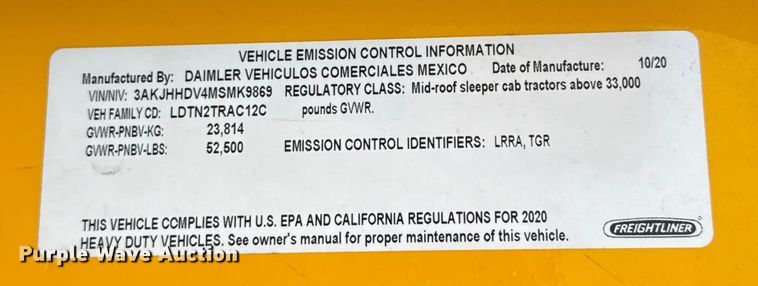 VEHICLE EMISSION CONTROL INFORMATION
Manufactured By: DAIMLER VEHICULOS COMERCIALES MEXICO Date of Manufacture: 10/20
VIN/NIV: 3AKJHHDV4MSMK9869 REGULATORY CLASS: Mid-roof sleeper cab tractors above 33,000
VEH FAMILY CD: LDTN2TRAC12C pounds GVWR.
GVWR-PNBV-KG: 23,814
GVWR-PNBV-LBS: 52,500 EMISSION CONTROL IDENTIFIERS: LRRA, TGR
THIS VEHICLE COMPLIES WITH U.S. EPA AND CALIFORNIA REGULATIONS FOR 2020
HEAVY DUTY VEHICLES. See owner's manual for proper maintenance of this vehicle.
FREIGHTLINER
Purple Wave Auction